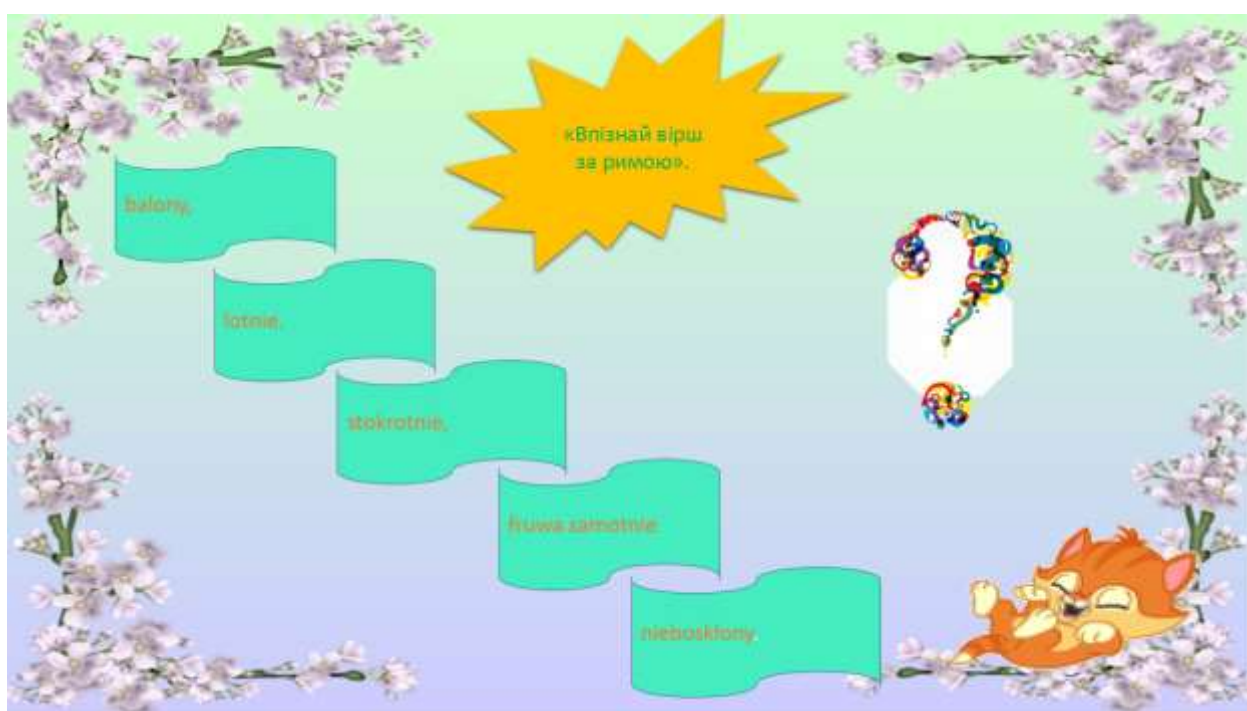 «Впізнай вірш
за римою».
balony,
lotnie,
stokrotnie,
fruwa samotnie
nieboskłony.